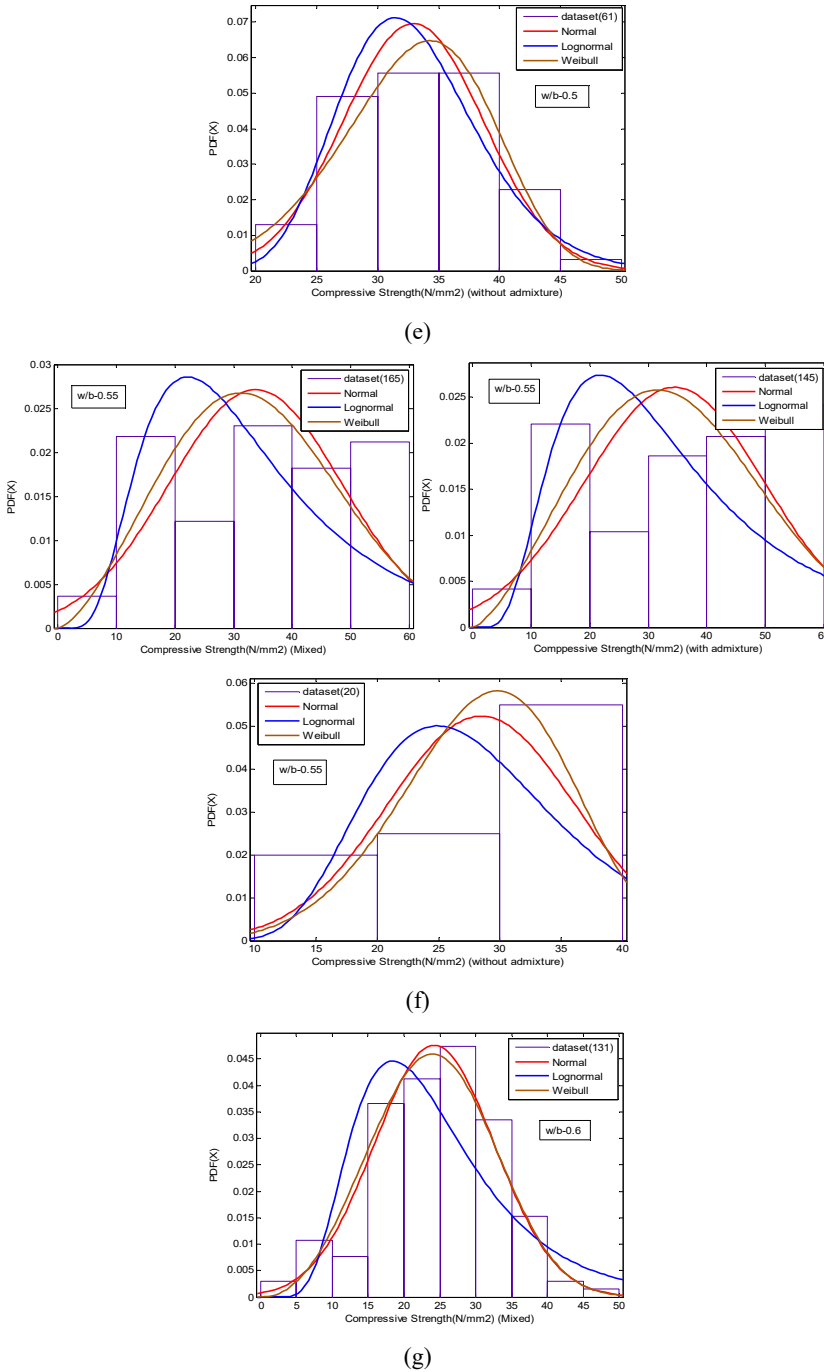 0.07
0.06
0.05
0.04
0.03
0.02
0.01
0
PDF(X)
dataset(61)
Normal
Lognormal
Weibull
w/b-0.5
20 25 30 35 40 45 50
Compressive Strength(N/mm2) (without admixture)
(e)
0.03
0.025
0.02
0.015
0.01
0.005
0
PDF(X)
w/b-0.55
dataset(165)
Normal
Lognormal
Weibull
0 10 20 30 40 50 60
Compressive Strength(N/mm2) (Mixed)
0.025
0.02
0.015
0.01
0.005
0
PDF(X)
w/b-0.55
dataset(145)
Normal
Lognormal
Weibull
0 10 20 30 40 50 60
Comppessive Strength(N/mm2) (with admixture)
0.06
0.05
0.04
0.03
0.02
0.01
0
PDF(X)
dataset(20)
Normal
Lognormal
Weibull
w/b-0.55
10 15 20 25 30 35 40
Compressive Strength(N/mm2) (without admixture)
(f)
0.045
0.04
0.035
0.03
0.025
0.02
0.015
0.01
0.005
0
PDF(X)
dataset(131)
Normal
Lognormal
Weibull
w/b-0.6
0 5 10 15 20 25 30 35 40 45 50
Compressive Strength(N/mm2) (Mixed)
(g)